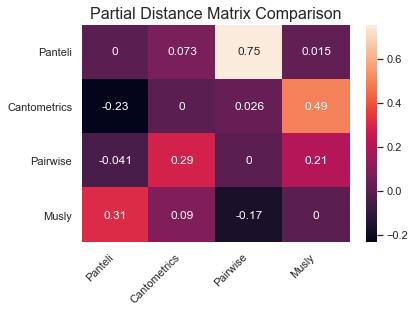 Partial Distance Matrix Comparison
Panteli 0 0.073 0.75 0.015
Cantometrics -0.23 0 0.026 0.49
Pairwise -0.041 0.29 0 0.21
Musly 0.31 0.09 -0.17 0
Panteli Cantometrics Pairwise Musly
0.6
0.4
0.2
0.0
-0.2